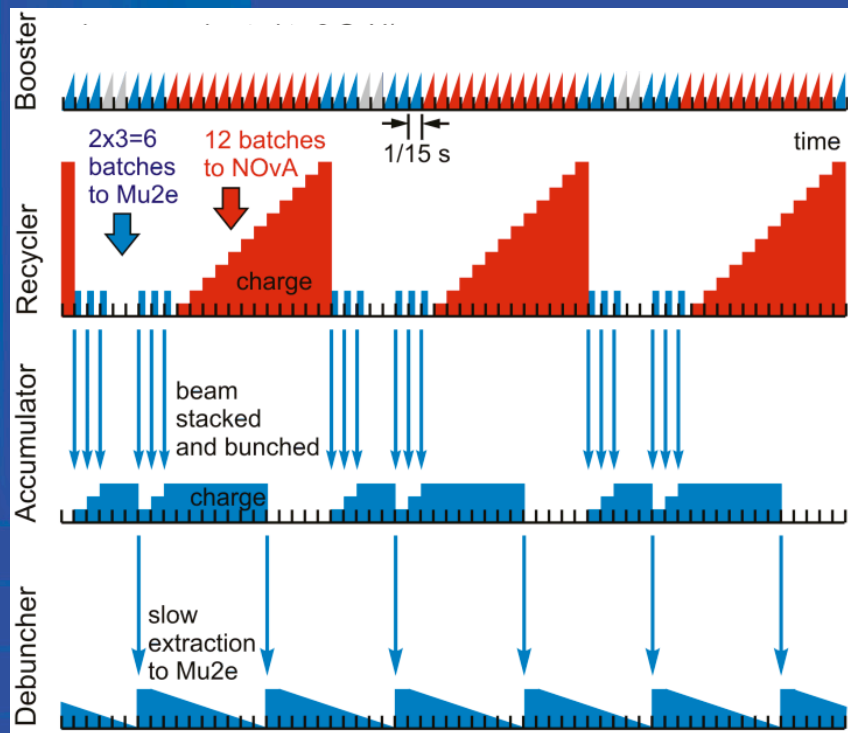 Booster
2x3=6
batches
to Mu2e
12 batches
to NOvA
1/15 s
time
Recycler
charge
Accumulator
beam
stacked
and bunched
charge
Debuncher
slow
extraction
to Mu2e